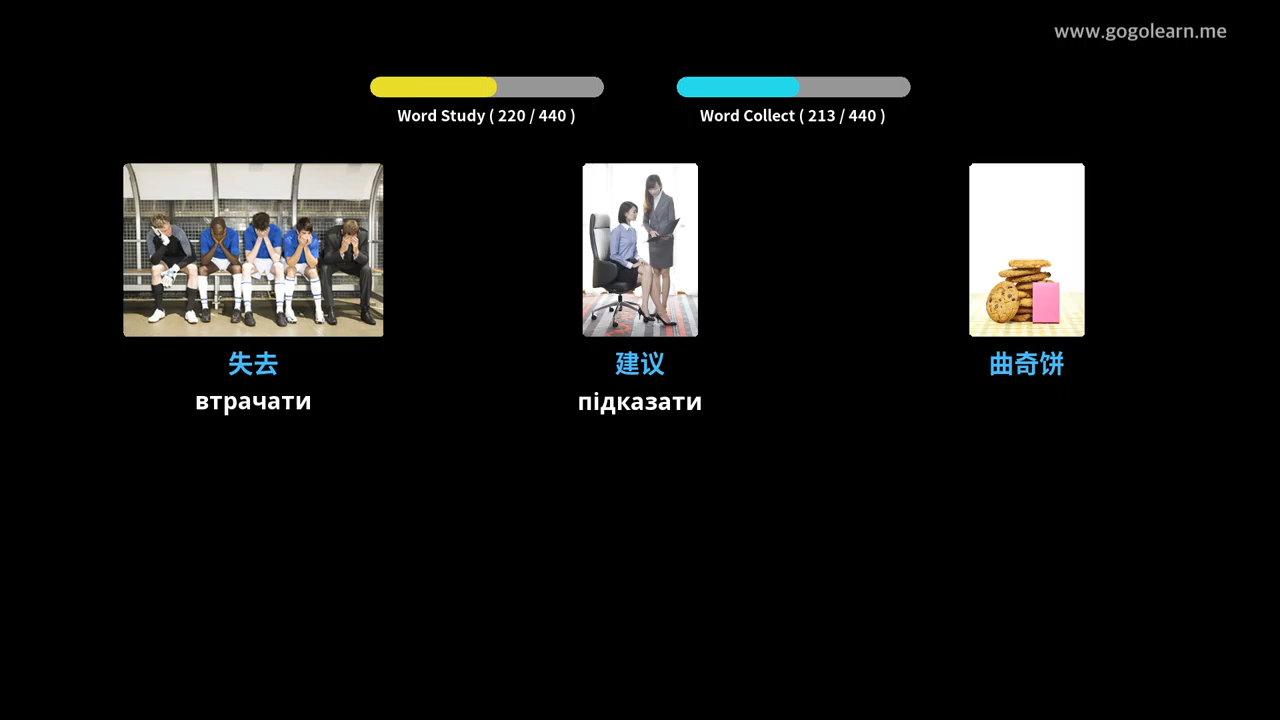 www.gogolearn.me
Word Study ( 220 / 440 )
Word Collect ( 213 / 440 )
失去
建议
曲奇饼
втрачати
підказати